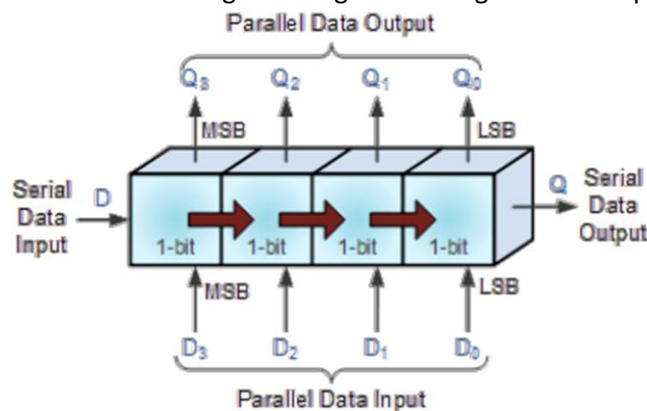 Parallel Data Output
Q3 Q2 Q1 Q0
MSB LSB
Serial
Data
Input
D
1-bit 1-bit 1-bit 1-bit
Q
Serial
Data
Output
MSB LSB
D3 D2 D1 D0
Parallel Data Input